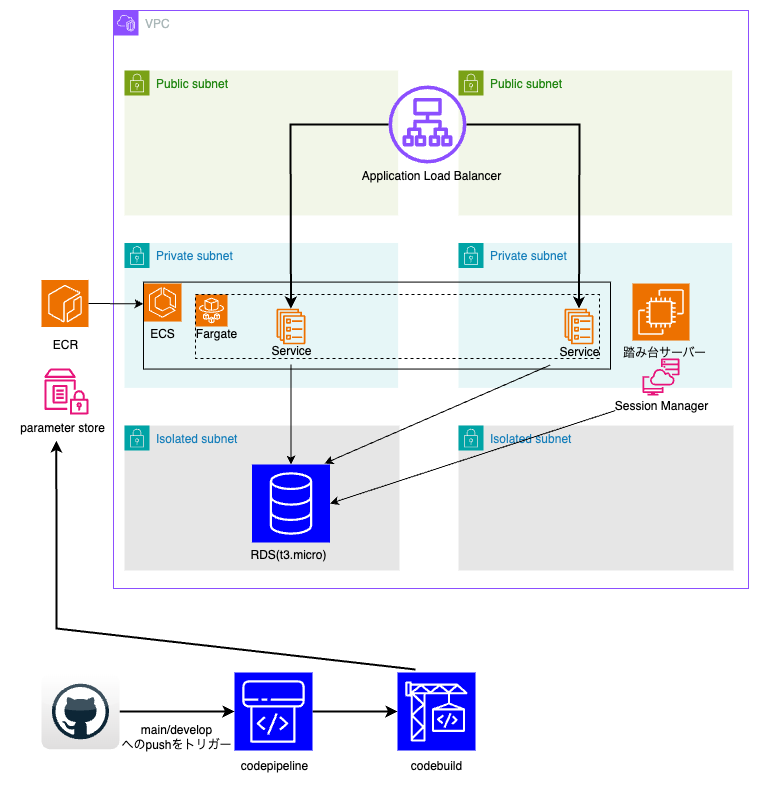 VPC
Public subnet
Public subnet
Application Load Balancer
Private subnet
Private subnet
ECS
Fargate
Service
Service
踏み台サーバー
ECR
Session Manager
parameter store
Isolated subnet
Isolated subnet
RDS(t3.micro)
main/develop
へのpushをトリガー
codepipeline
codebuild